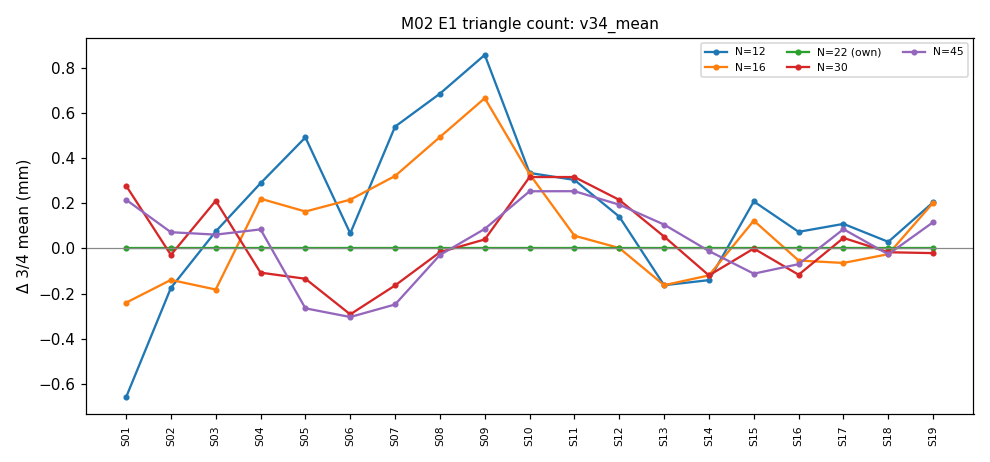 M02 E1 triangle count: v34_mean
N=12 N=22 (own) N=45
N=16 N=30
Δ 3/4 mean (mm)
0.8
0.6
0.4
0.2
0.0
−0.2
−0.4
−0.6
S01 S02 S03 S04 S05 S06 S07 S08 S09 S10 S11 S12 S13 S14 S15 S16 S17 S18 S19